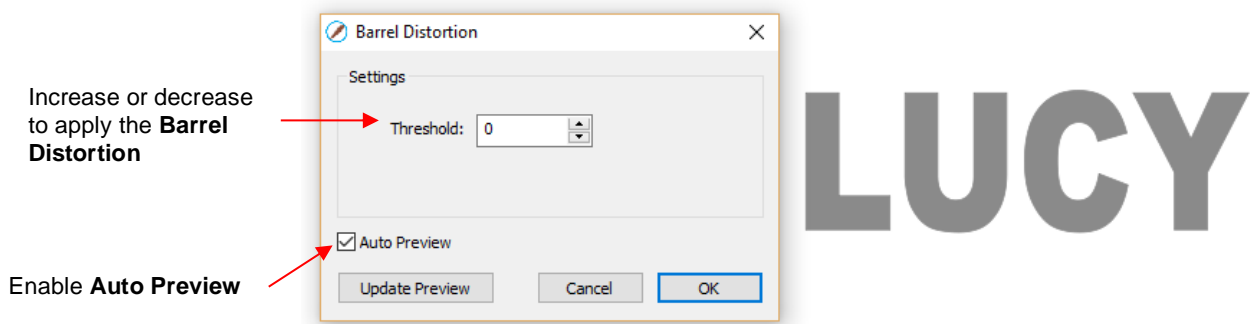 Barrel Distortion
Settings
Increase or decrease
to apply the Barrel
Distortion
Threshold: 0
LUCY
Auto Preview
Enable Auto Preview
Update Preview Cancel OK